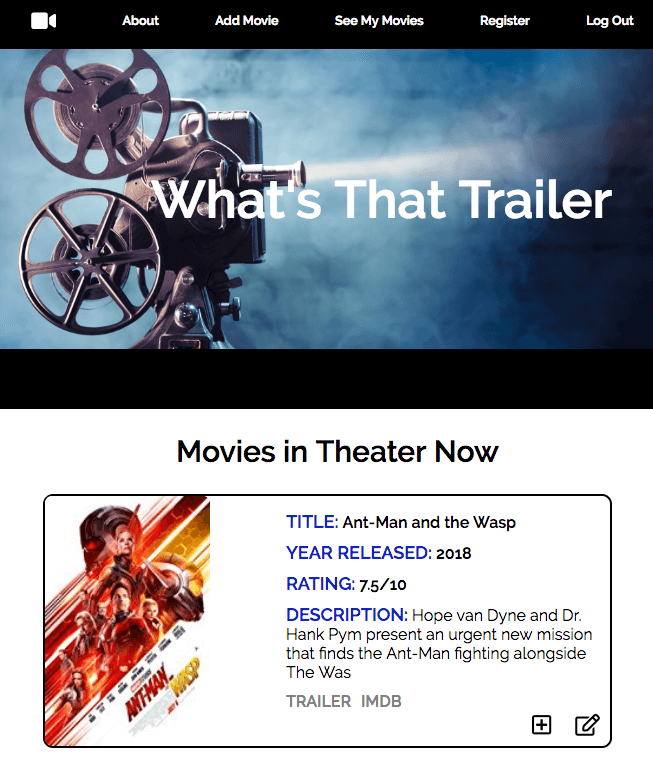 About Add Movie See My Movies Register Log Out
What's That Trailer
Movies in Theater Now
TITLE: Ant-Man and the Wasp
YEAR RELEASED: 2018
RATING: 7.5/10
DESCRIPTION: Hope van Dyne and Dr.
Hank Pym present an urgent new mission
that finds the Ant-Man fighting alongside
The Was
TRAILER IMDB
ANT-MAN
AND THE
WASP